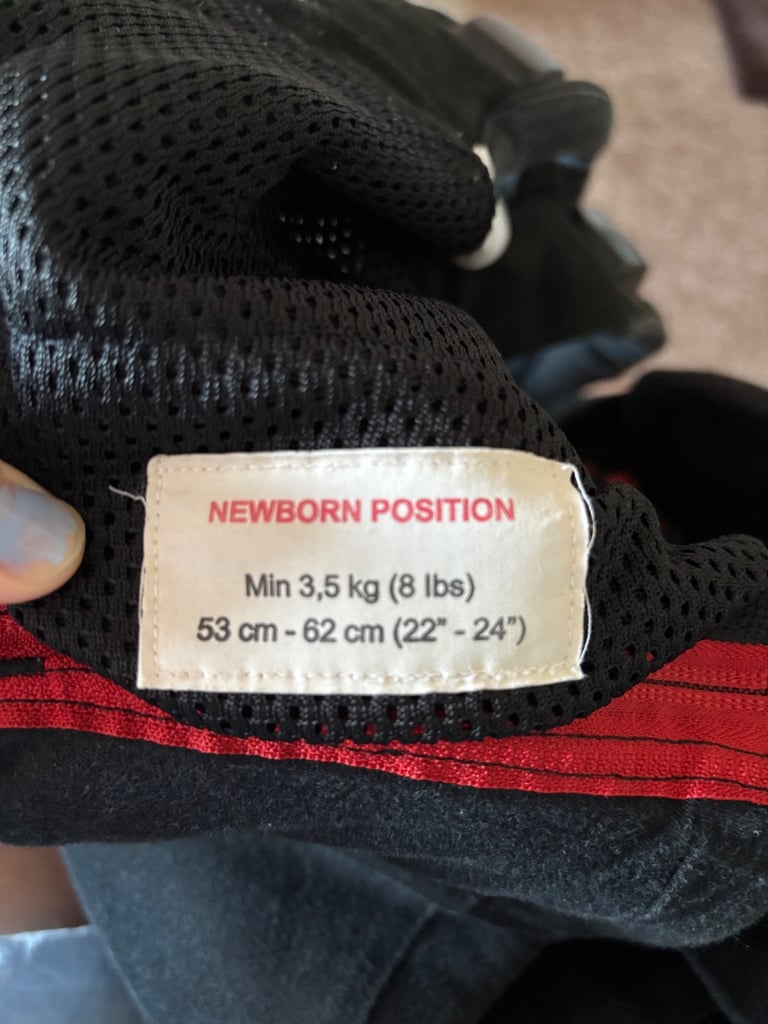 NEWBORN POSITION
Min 3,5 kg (8 lbs)
53 cm - 62 cm (22” - 24”)